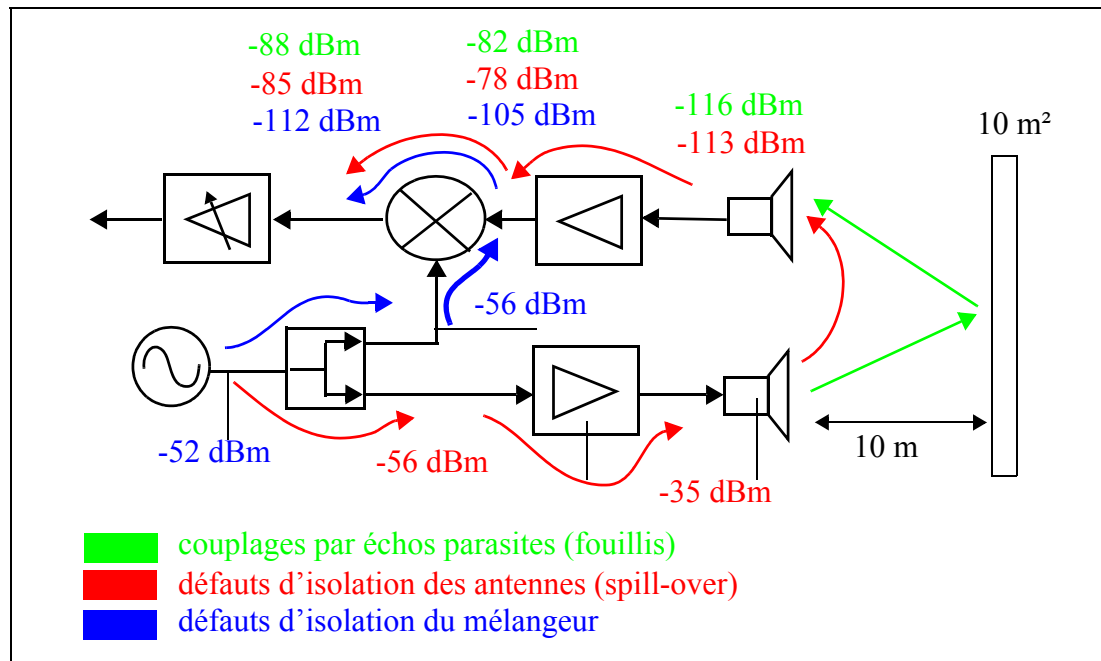 -88 dBm
-85 dBm
-112 dBm
-82 dBm
-78 dBm
-105 dBm
-116 dBm
-113 dBm
10 m²
-56 dBm
-52 dBm
-56 dBm
-35 dBm
10 m
couplages par échos parasites (fouillis)
défauts d’isolation des antennes (spill-over)
défauts d’isolation du mélangeur